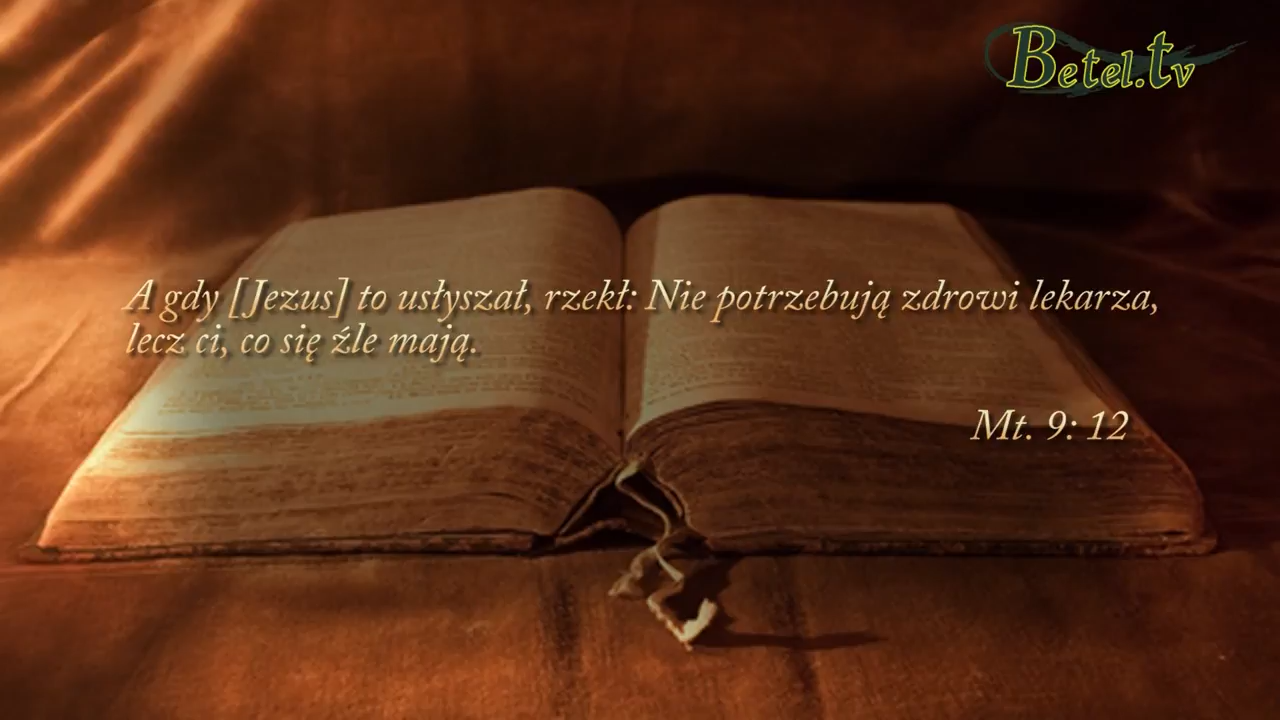 Betel.tv
A gdy [Jezus] to usłyszał, rzekł: Nie potrzebują zdrowi lekarza,
lecz ci, co się źle mają.
Mt. 9: 12